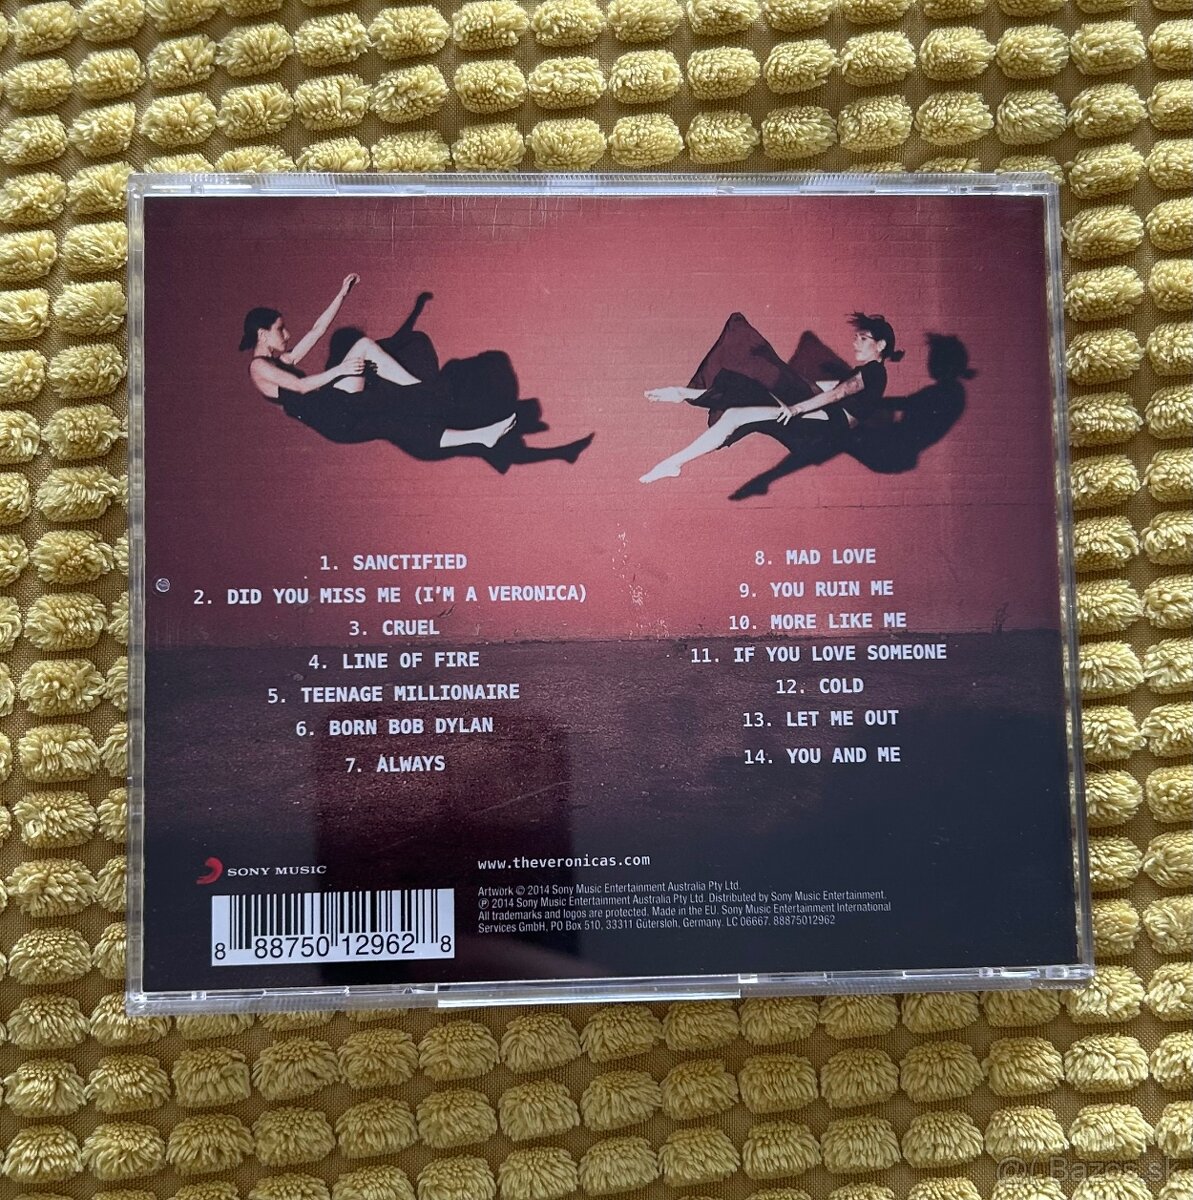 1. SANCTIFIED
2. DID YOU MISS ME (I'M A VERONICA)
3. CRUEL
4. LINE OF FIRE
5. TEENAGE MILLIONAIRE
6. BORN BOB DYLAN
7. ALWAYS
8. MAD LOVE
9. YOU RUIN ME
10. MORE LIKE ME
11. IF YOU LOVE SOMEONE
12. COLD
13. LET ME OUT
14. YOU AND ME
SONY MUSIC
8 88750 12962 8
www.theveronicas.com
Artwork © 2014 Sony Music Entertainment Australia Pty Ltd.
℗ 2014 Sony Music Entertainment Australia Pty Ltd. Distributed by Sony Music Entertainment.
All trademarks and logos are protected. Made in the EU. Sony Music Entertainment International
Services GmbH, PO Box 510, 33311 Gütersloh, Germany. LC 06667. 88875012962
Bazos.sk